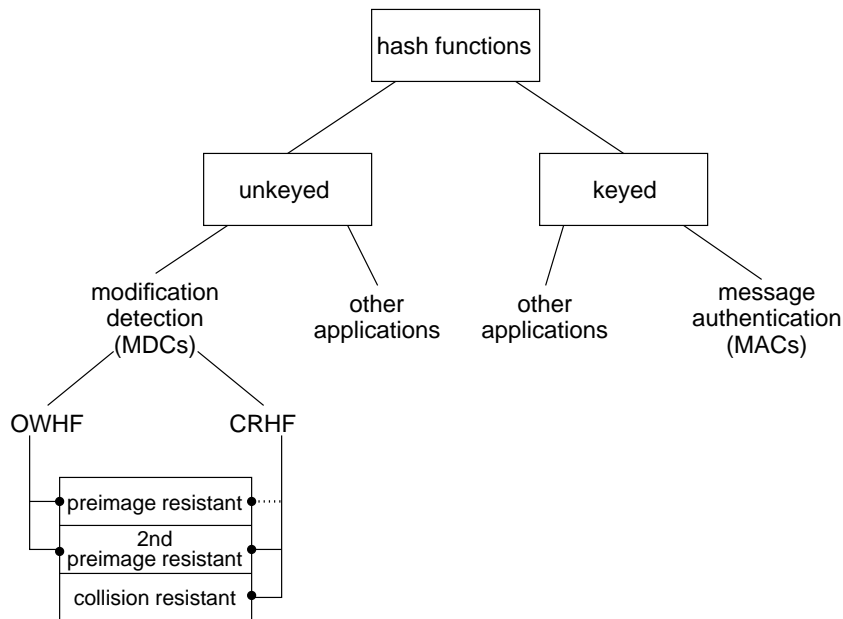 hash functions
unkeyed
keyed
modification
detection
(MDCs)
other
applications
other
applications
message
authentication
(MACs)
OWHF
CRHF
preimage resistant
2nd
preimage resistant
collision resistant